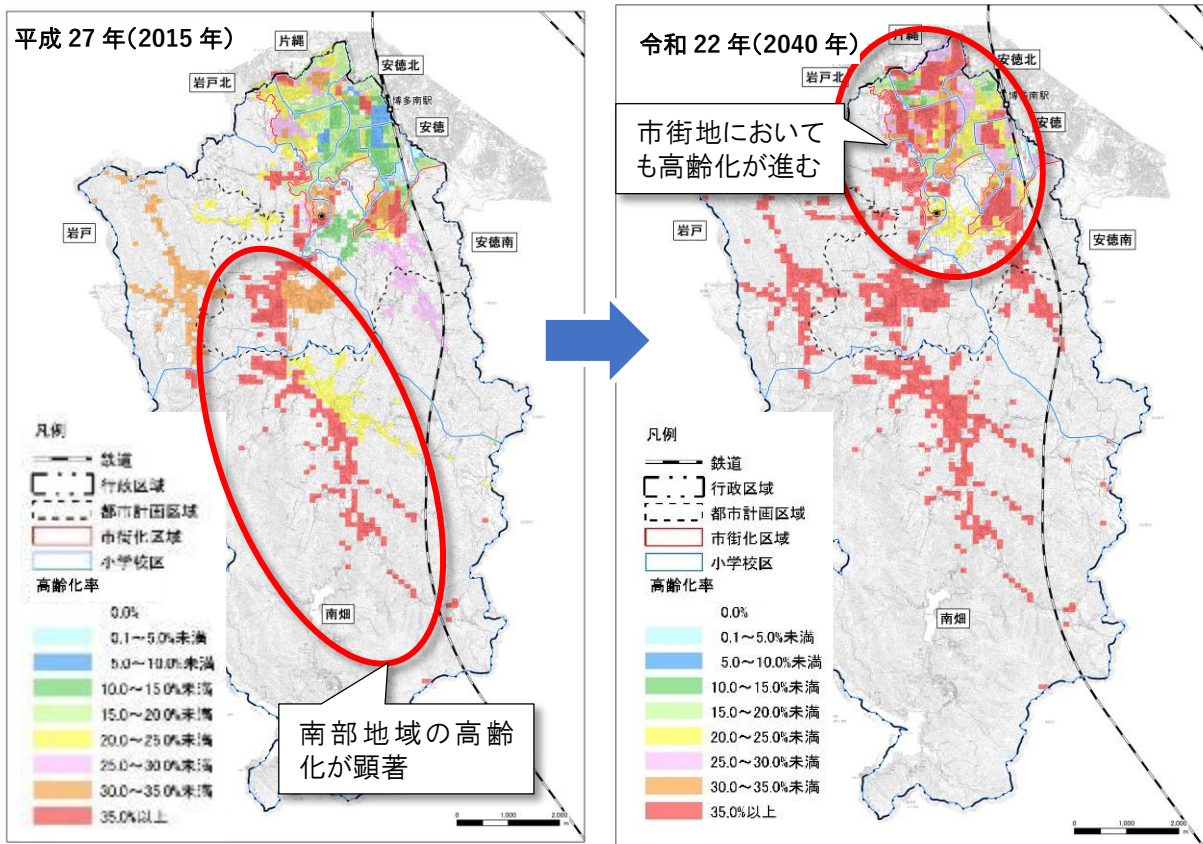 平成 27 年(2015 年)
片縄
岩戸北
安徳北
博多南駅
安徳
岩戸
安徳南
南畑
南部地域の高齢
化が顕著
凡例
鉄道
行政区域
都市計画区域
市街化区域
小学校区
高齢化率
0.0%
0.1～5.0%未満
5.0～10.0%未満
10.0～15.0%未満
15.0～20.0%未満
20.0～25.0%未満
25.0～30.0%未満
30.0～35.0%未満
35.0%以上
0 1,000 2,000
m
令和 22 年(2040 年)
片縄
岩戸北
安徳北
博多南駅
安徳
市街地において
も高齢化が進む
岩戸
安徳南
南畑
凡例
鉄道
行政区域
都市計画区域
市街化区域
小学校区
高齢化率
0.0%
0.1～5.0%未満
5.0～10.0%未満
10.0～15.0%未満
15.0～20.0%未満
20.0～25.0%未満
25.0～30.0%未満
30.0～35.0%未満
35.0%以上
0 1,000 2,000
m